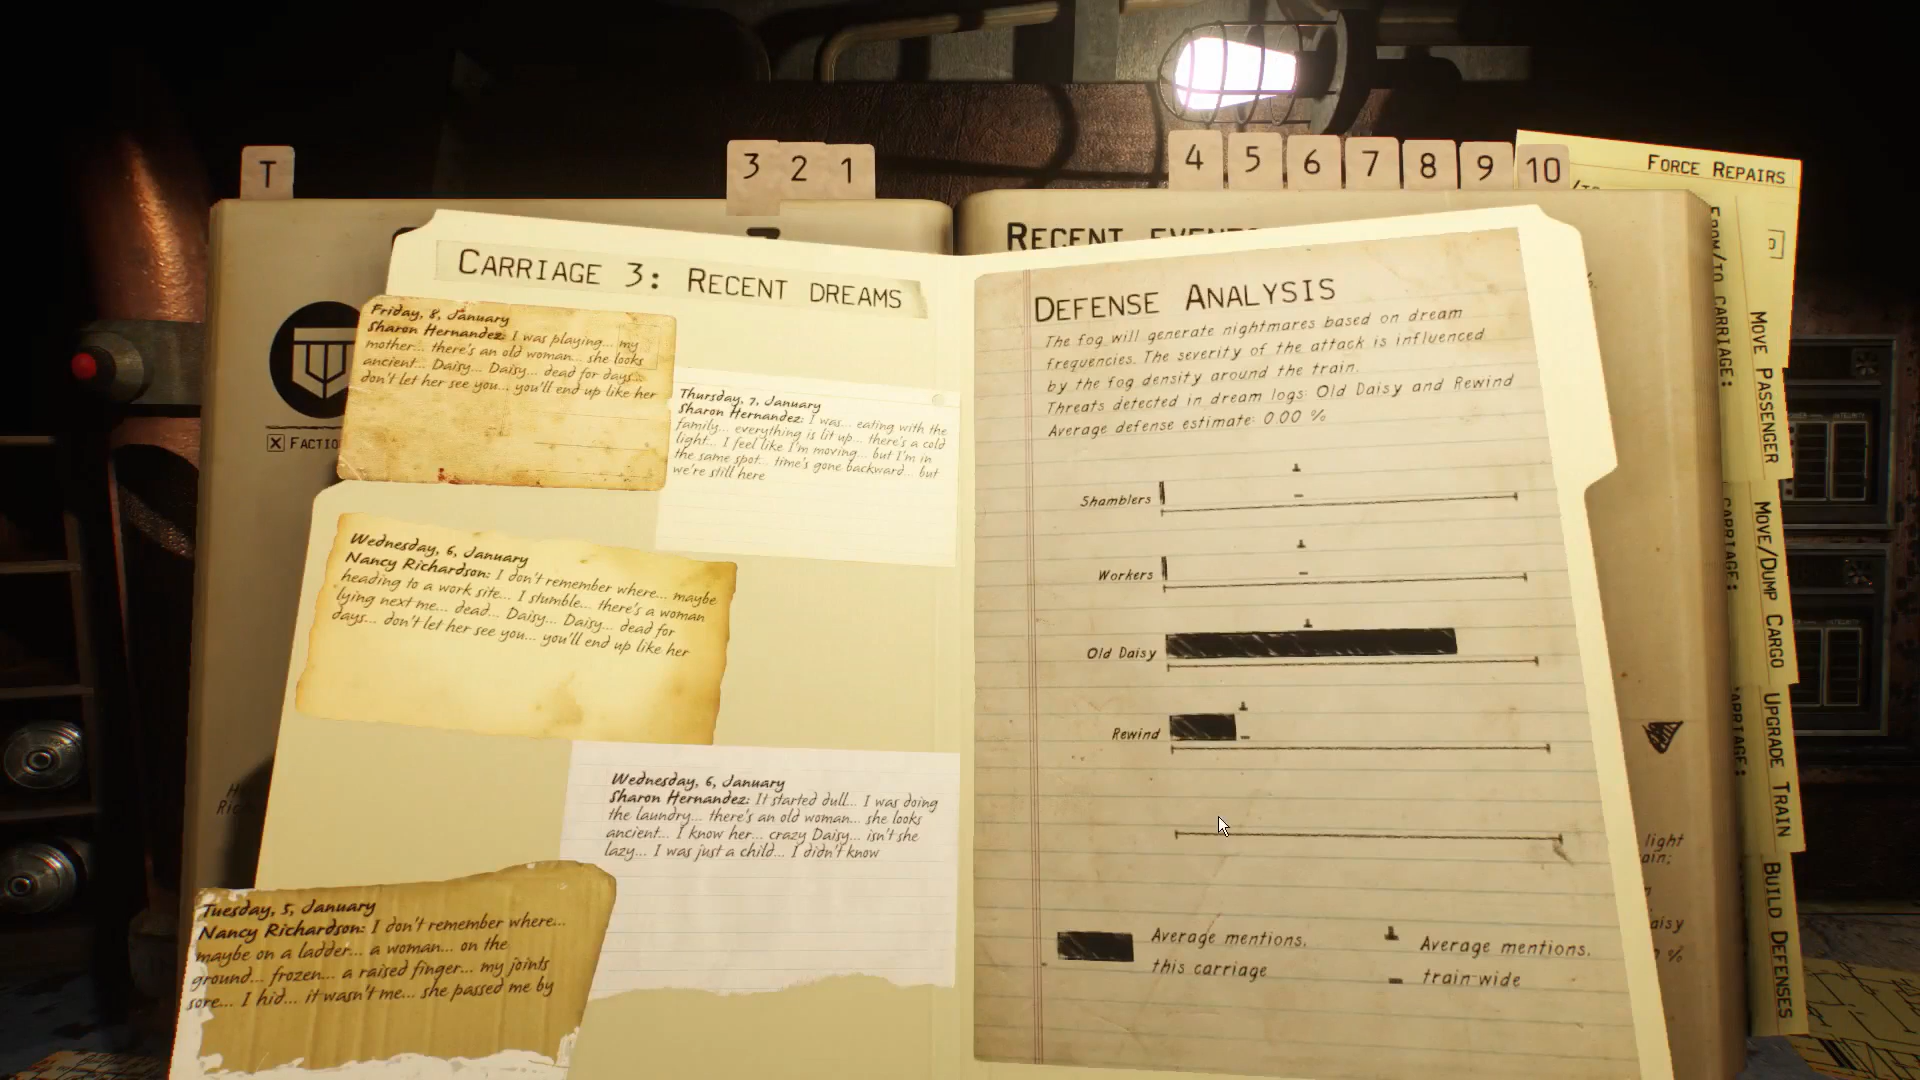 T
3 2 1
4 5 6 7 8 9 10
FORCE REPAIRS
RECENT
CARRIAGE 3: RECENT DREAMS
Friday, 8, January
Sharon Hernandez: I was playing... my
mother... there's an old woman... she looks
ancient... Daisy... Daisy... dead for days...
don't let her see you... you'll end up like her
Thursday, 7, January
Sharon Hernandez: I was... eating with the
family... everything is lit up... there's a cold
light... I feel like I'm moving... but I'm in
the same spot... time's gone backward... but
we're still here
Wednesday, 6, January
Nancy Richardson: I don't remember where... maybe
heading to a work site... I stumble... there's a woman
lying next me... dead... Daisy... Daisy... dead for
days... don't let her see you... you'll end up like her
Wednesday, 6, January
Sharon Hernandez: It started dull... I was doing
the laundry... there's an old woman... she looks
ancient... I know her... crazy Daisy... isn't she
lazy... I was just a child... I didn't know
Tuesday, 5, January
Nancy Richardson: I don't remember where...
maybe on a ladder... a woman... on the
ground... frozen... a raised finger... my joints
sore... I hid... it wasn't me... she passed me by
X
DEFENSE ANALYSIS
The fog will generate nightmares based on dream
frequencies. The severity of the attack is influenced
by the fog density around the train.
Threats detected in dream logs: Old Daisy and Rewind
Average defense estimate: 0.00 %
Shamblers
Workers
Old Daisy
Rewind
Average mentions,
this carriage
Average mentions,
train-wide
light
%
FROM/TO CARRIAGE:
MOVE PASSENGER
CARRIAGE:
MOVE/DUMP CARGO
UPGRADE TRAIN
BUILD DEFENSES